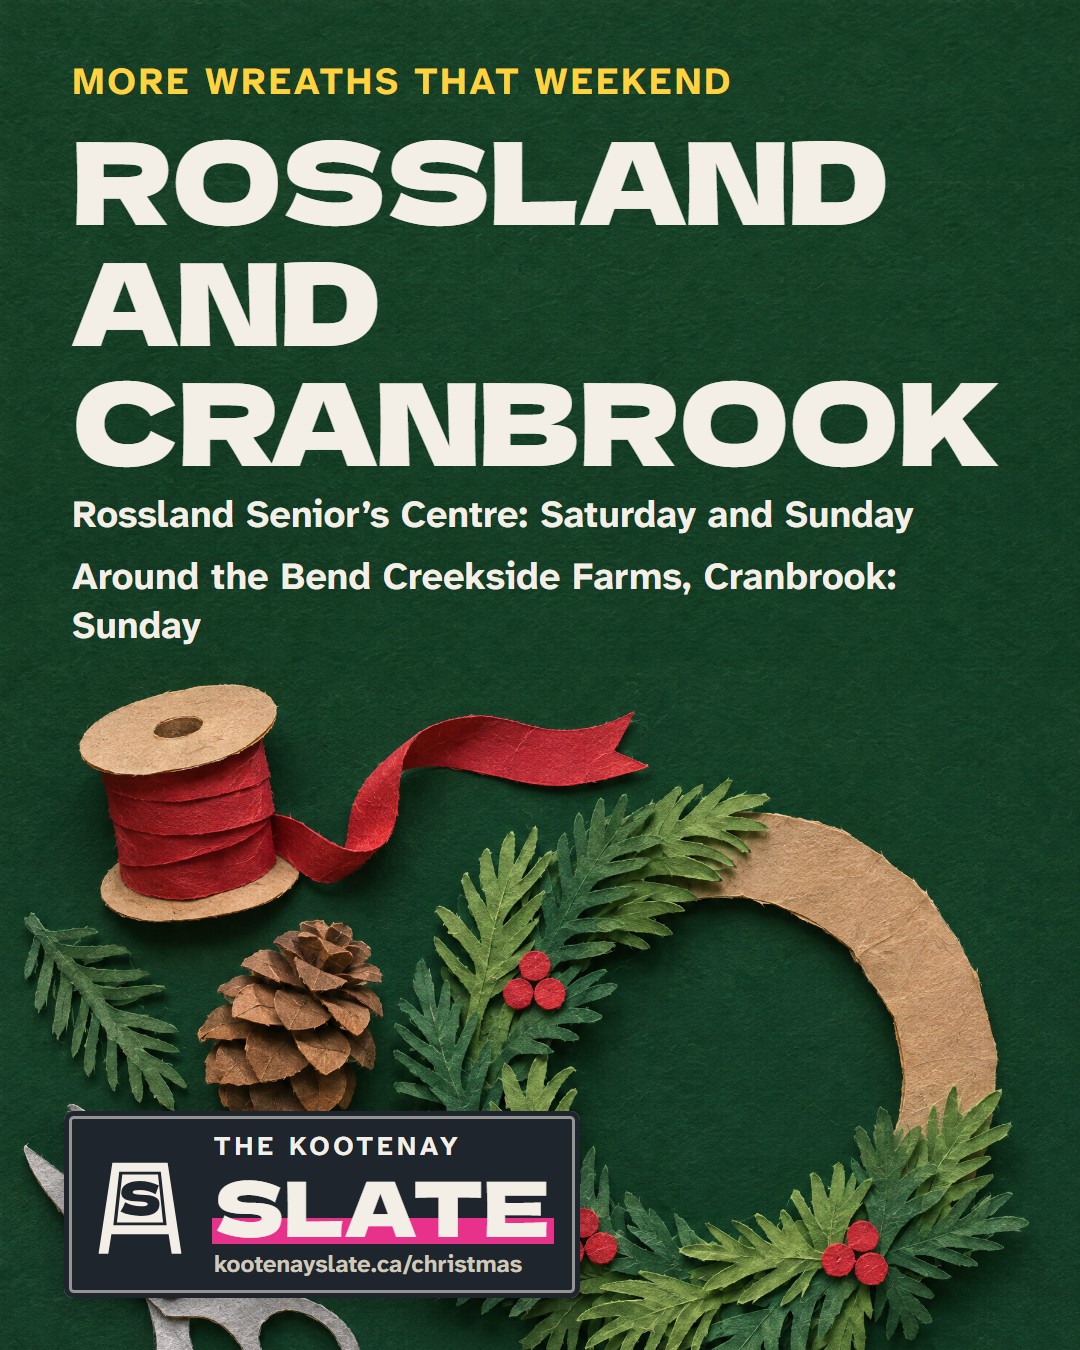 MORE WREATHS THAT WEEKEND
ROSSLAND
AND
CRANBROOK
Rossland Senior’s Centre: Saturday and Sunday
Around the Bend Creekside Farms, Cranbrook:
Sunday
THE KOOTENAY
S
SLATE
kootenayslate.ca/christmas